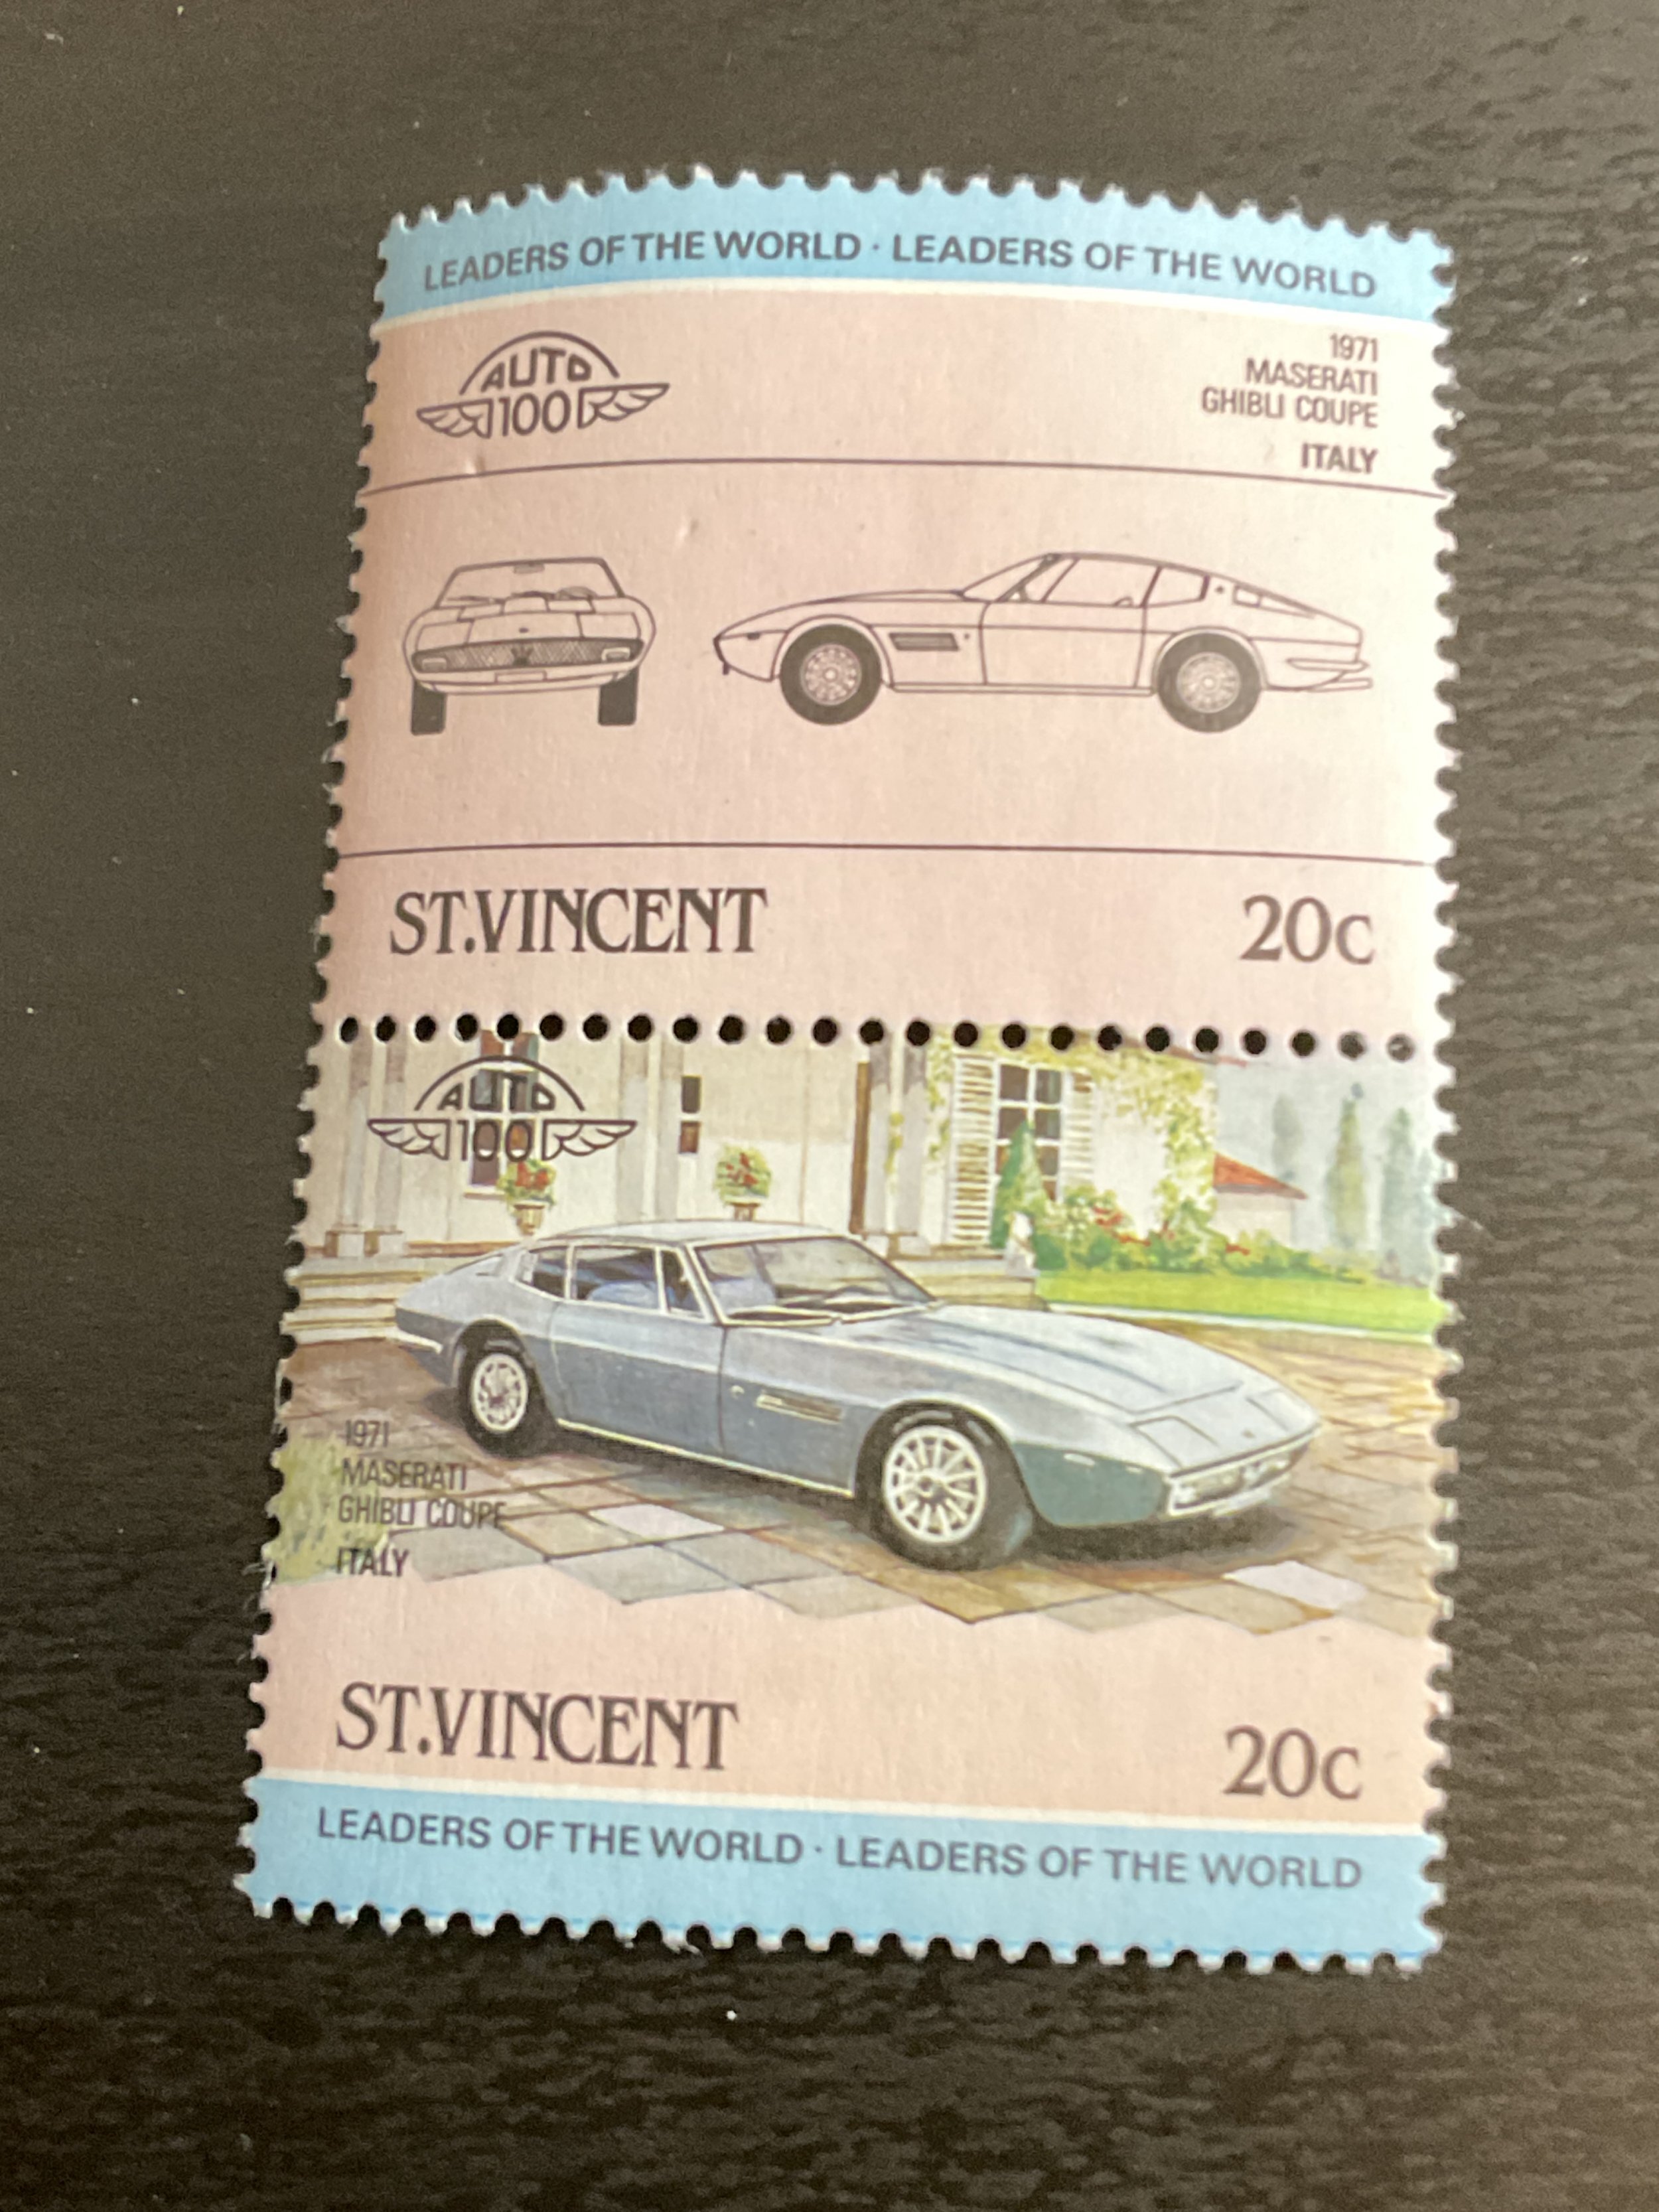 LEADERS OF THE WORLD · LEADERS OF THE WORLD
AUTO
100
1971
MASERATI
GHIBLI COUPE
ITALY
ST.VINCENT 20c
AUTO
100
1971
MASERATI
GHIBLI COUPE
ITALY
ST.VINCENT 20c
LEADERS OF THE WORLD · LEADERS OF THE WORLD